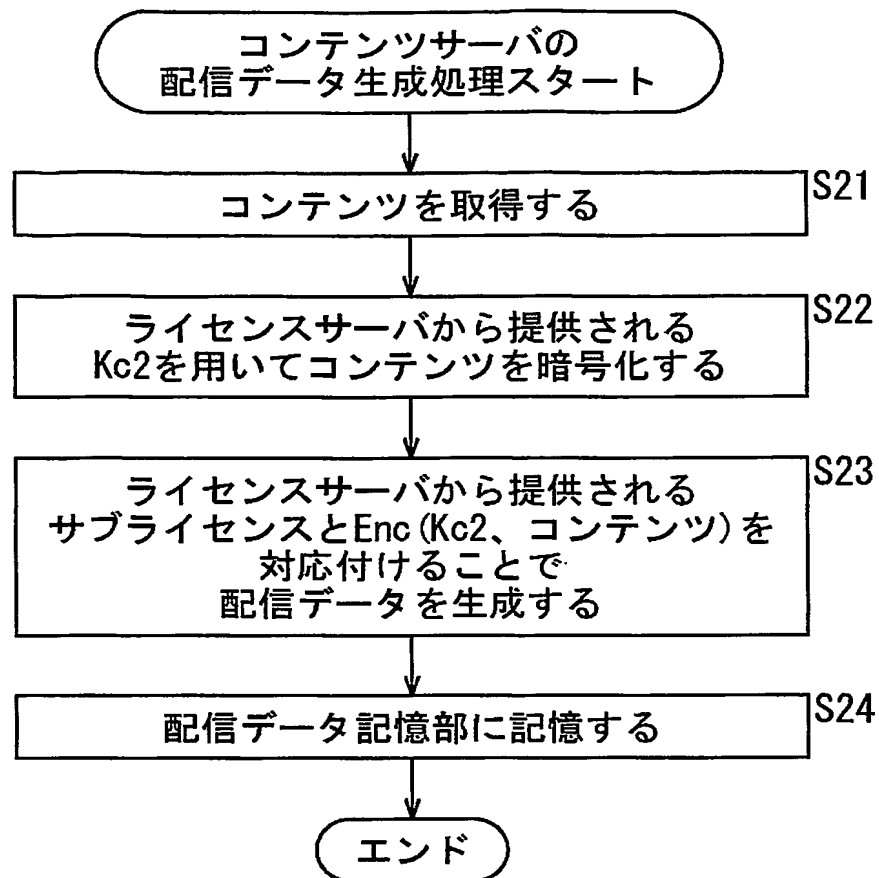 コンテンツサーバの
配信データ生成処理スタート
S21
コンテンツを取得する
S22
ライセンスサーバから提供される
Kc2を用いてコンテンツを暗号化する
S23
ライセンスサーバから提供される
サブライセンスとEnc(Kc2、コンテンツ)を
対応付けることで
配信データを生成する
S24
配信データ記憶部に記憶する
エンド